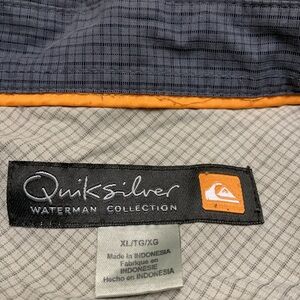 Quiksilver
WATERMAN COLLECTION
XL/TG/XG
Made in INDONESIA
Fabriqué en
INDONESIE
Hecho en INDONESIA